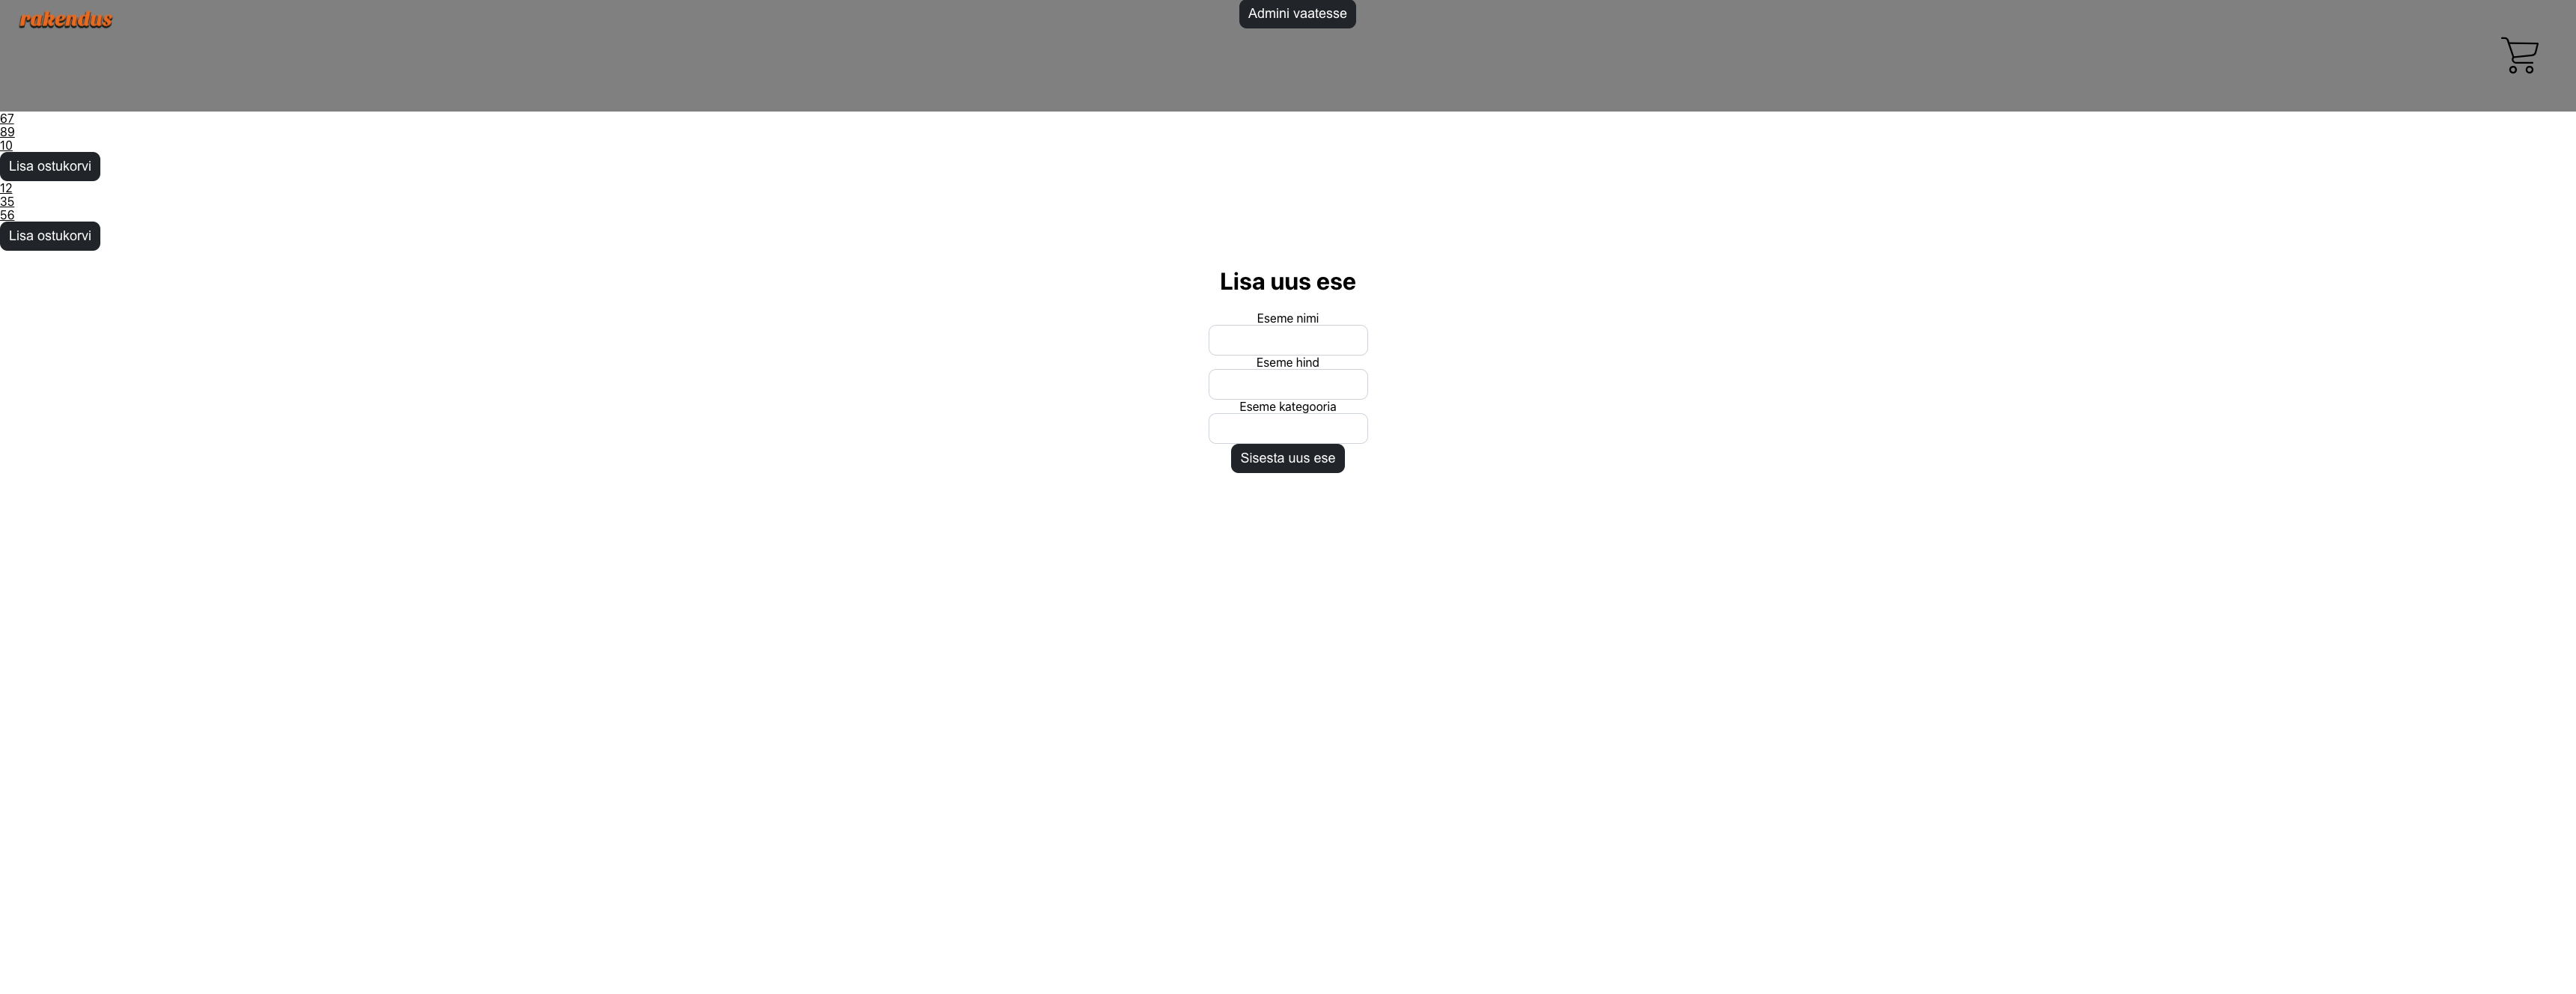 rakendus
Admini vaatesse
67
89
10
Lisa ostukorvi
12
35
56
Lisa ostukorvi
Lisa uus ese
Eseme nimi
Eseme hind
Eseme kategooria
Sisesta uus ese